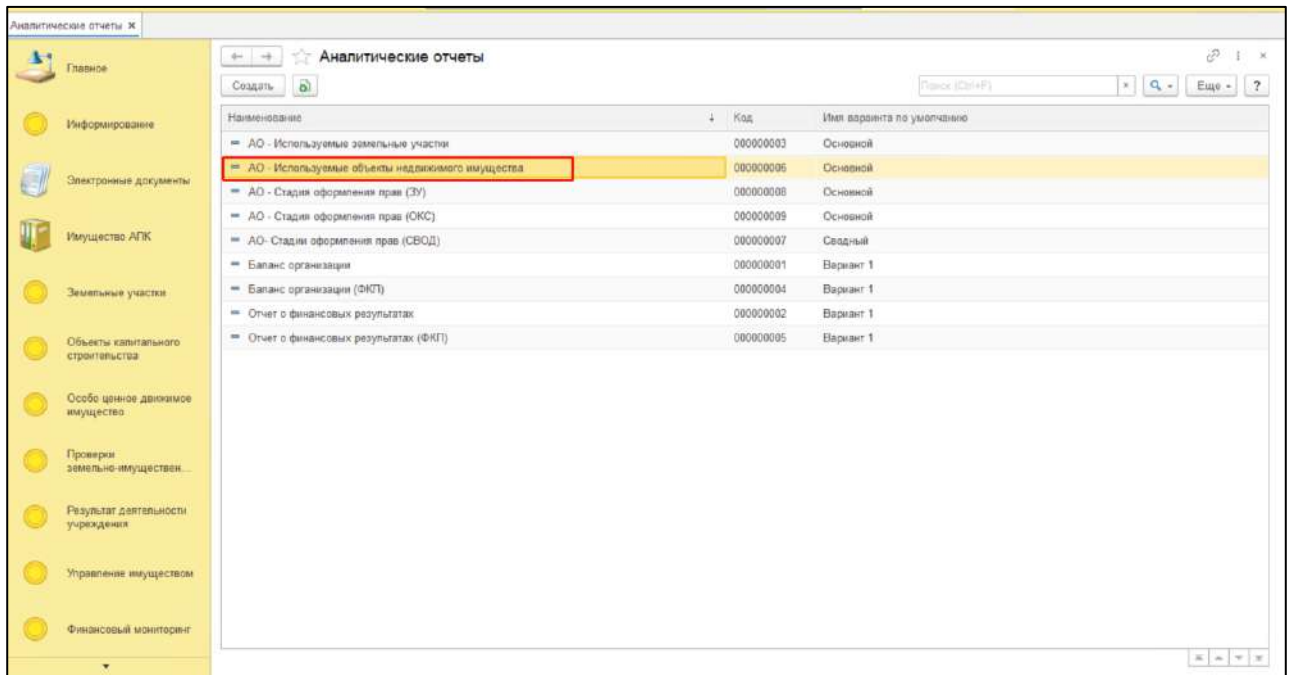 Аналитические отчеты ×
Главное
Информирование
Электронные документы
Имущество АПК
Земельные участки
Объекты капитального
строительства
Особо ценное движимое
имущество
Проверки
земельно-имуществен...
Результат деятельности
учреждения
Управление имуществом
Финансовый мониторинг
Аналитические отчеты
Создать
Поиск (Ctrl+F)
Еще
?
Наименование ↓ Код Имя варианта по умолчанию
АО - Используемые земельные участки 000000003 Основной
АО - Используемые объекты недвижимого имущества 000000006 Основной
АО - Стадия оформления прав (ЗУ) 000000008 Основной
АО - Стадия оформления прав (ОКС) 000000009 Основной
АО- Стадии оформления прав (СВОД) 000000007 Сводный
Баланс организации 000000001 Вариант 1
Баланс организации (ФКП) 000000004 Вариант 1
Отчет о финансовых результатах 000000002 Вариант 1
Отчет о финансовых результатах (ФКП) 000000005 Вариант 1